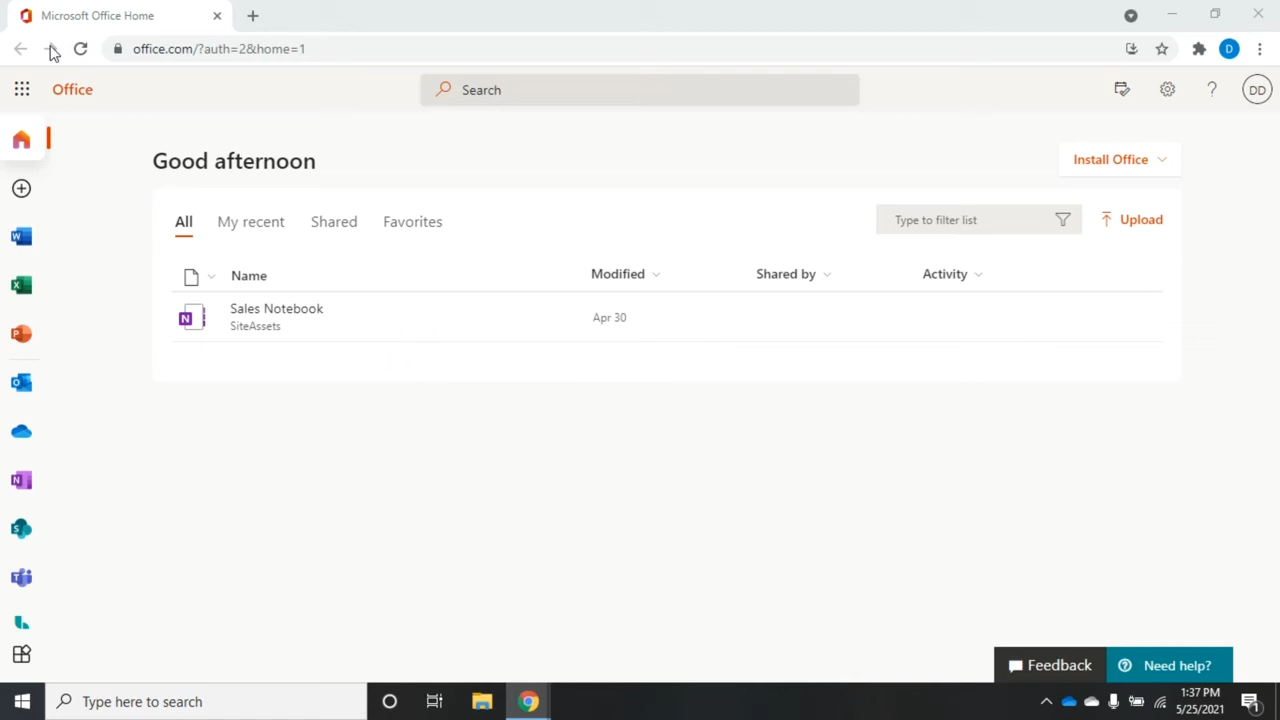 Microsoft Office Home
office.com/?auth=2&home=1
D
Office
Search
?
DD
Good afternoon
Install Office
All
My recent
Shared
Favorites
Type to filter list
Upload
Name
Modified
Shared by
Activity
Sales Notebook
SiteAssets
Apr 30
W
X
P
O
N
N
S
T
Feedback
? Need help?
Type here to search
1:37 PM
5/25/2021
1